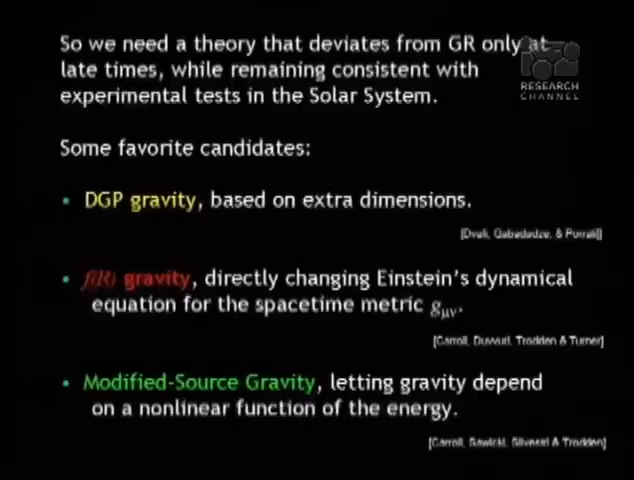 So we need a theory that deviates from GR only at
late times, while remaining consistent with
experimental tests in the Solar System.
RESEARCH
CHANNEL
Some favorite candidates:
• DGP gravity, based on extra dimensions.
[Dvali, Gabadadze, & Porrati]
• f(R) gravity, directly changing Einstein's dynamical
equation for the spacetime metric gμν.
[Carroll, Duvvuri, Trodden & Turner]
• Modified-Source Gravity, letting gravity depend
on a nonlinear function of the energy.
[Carroll, Sawicki, Silvestri & Trodden]